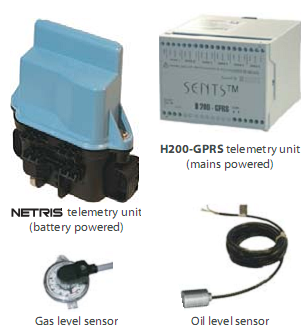 SENTS™
H200-GPRS telemetry unit
(mains powered)
NETRIS telemetry unit
(battery powered)
Gas level sensor
Oil level sensor